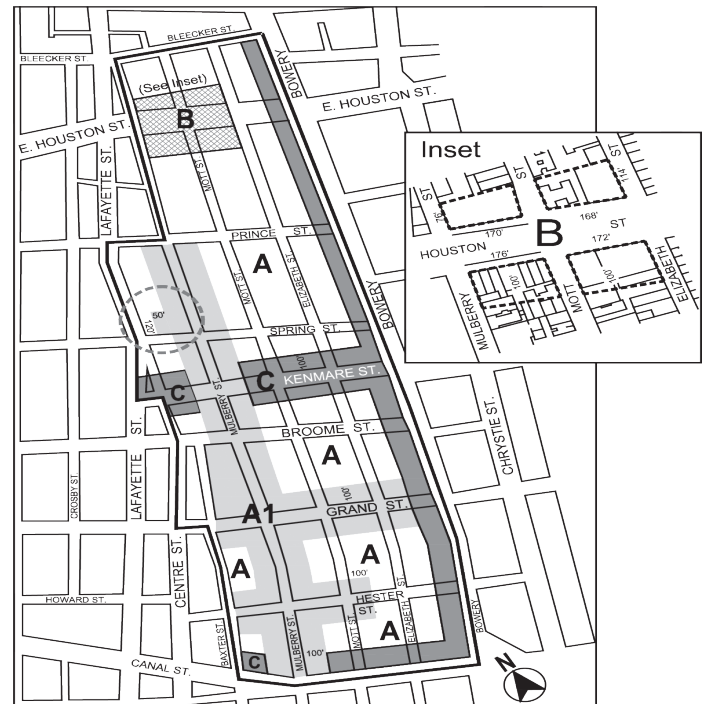 BLEECKER ST.
BLEECKER ST.
BOWERY
(See Inset)
E. HOUSTON ST.
B
E. HOUSTON ST.
LAFAYETTE ST.
MOTT ST.
PRINCE ST.
A
MOTT ST.
ELIZABETH ST.
BOWERY
50'
120'
SPRING ST.
100'
C
C
KENMARE ST.
MULBERRY ST.
BROOME ST.
A
CHRYSTIE ST.
CROSBY ST.
LAFAYETTE ST.
100'
A1
GRAND ST.
CENTRE ST.
A
A
100'
HOWARD ST.
HESTER ST.
ST.
BAXTER ST.
MULBERRY ST.
MOTT ST.
ELIZABETH
A
BOWERY
CANAL ST.
C
100'
N
Inset
ST
ST
114'
76'
170'
168'
HOUSTON
B
ST
176'
172'
100'
100'
MULBERRY
MOTT
ELIZABETH